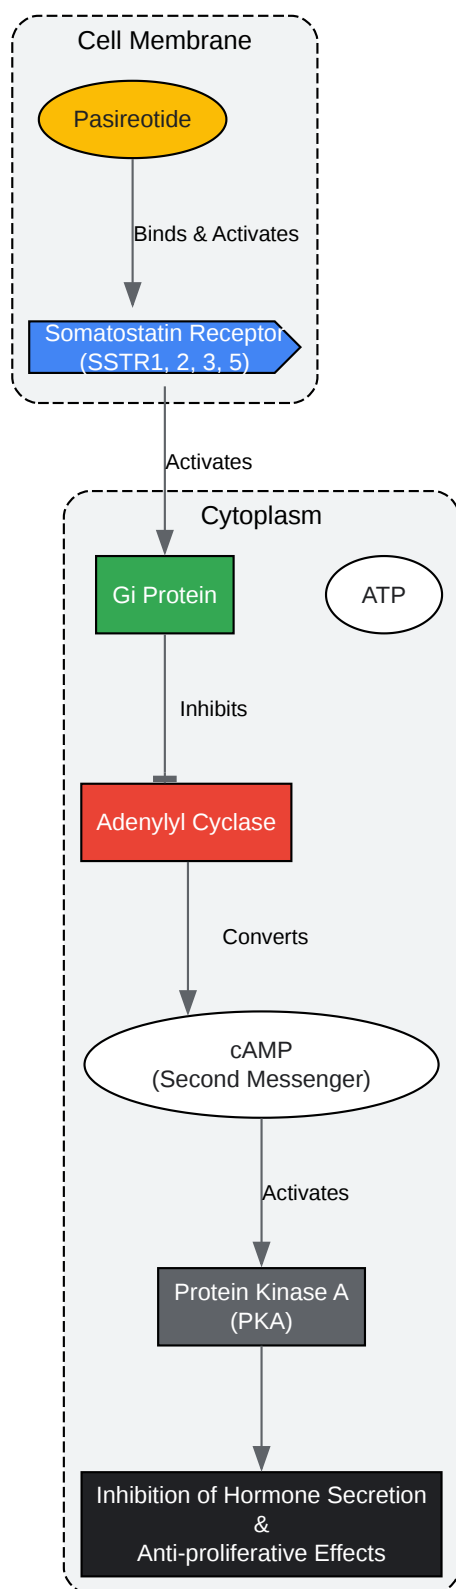 Cell Membrane
Pasireotide
Binds & Activates
Somatostatin Receptor
(SSTR1, 2, 3, 5)
Activates
Cytoplasm
Gi Protein
ATP
Inhibits
Adenylyl Cyclase
Converts
cAMP
(Second Messenger)
Activates
Protein Kinase A
(PKA)
Inhibition of Hormone Secretion
&
Anti-proliferative Effects